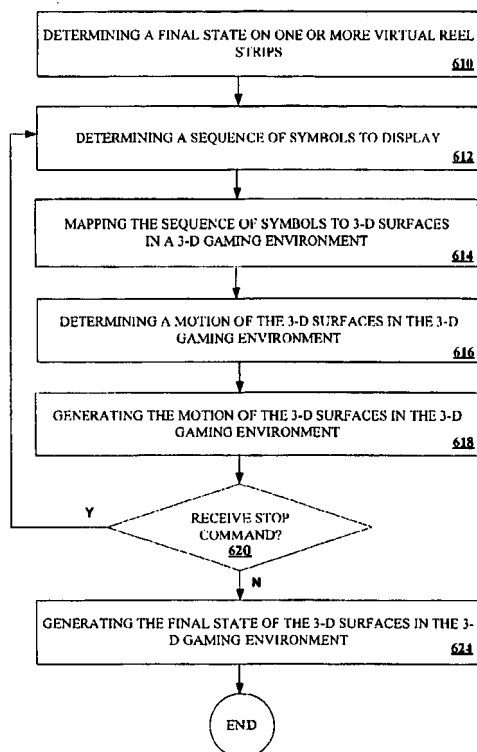 DETERMINING A FINAL STATE ON ONE OR MORE VIRTUAL REEL
STRIPS
610
DETERMINING A SEQUENCE OF SYMBOLS TO DISPLAY
612
MAPPING THE SEQUENCE OF SYMBOLS TO 3-D SURFACES
IN A 3-D GAMING ENVIRONMENT
614
DETERMINING A MOTION OF THE 3-D SURFACES IN THE 3-D
GAMING ENVIRONMENT
616
GENERATING THE MOTION OF THE 3-D SURFACES IN THE 3-D
GAMING ENVIRONMENT
618
Y
RECEIVE STOP
COMMAND?
620
N
GENERATING THE FINAL STATE OF THE 3-D SURFACES IN THE 3-
D GAMING ENVIRONMENT
624
END